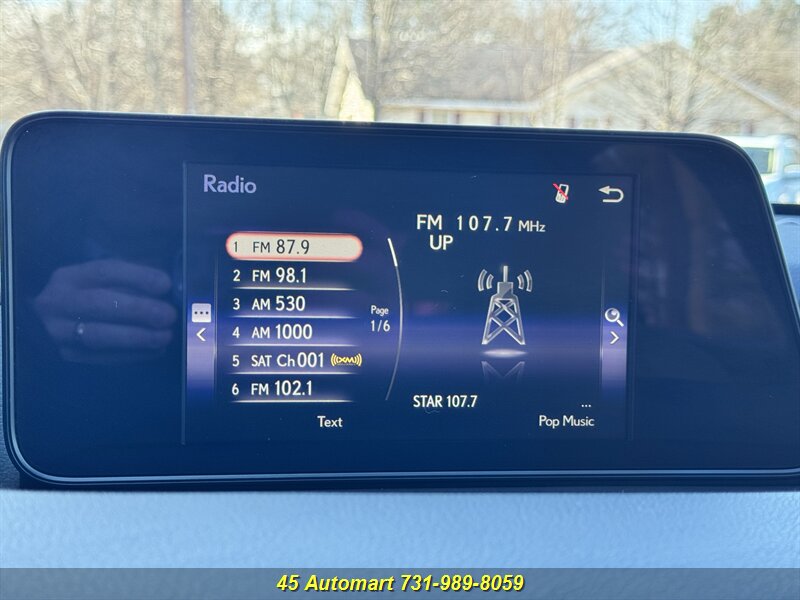 Radio
FM 107.7 MHz
UP
1 FM 87.9
2 FM 98.1
3 AM 530
4 AM 1000
5 SAT Ch001 ((XM))
6 FM 102.1
Page
1/6
STAR 107.7
...
Text
Pop Music
45 Automart 731-989-8059